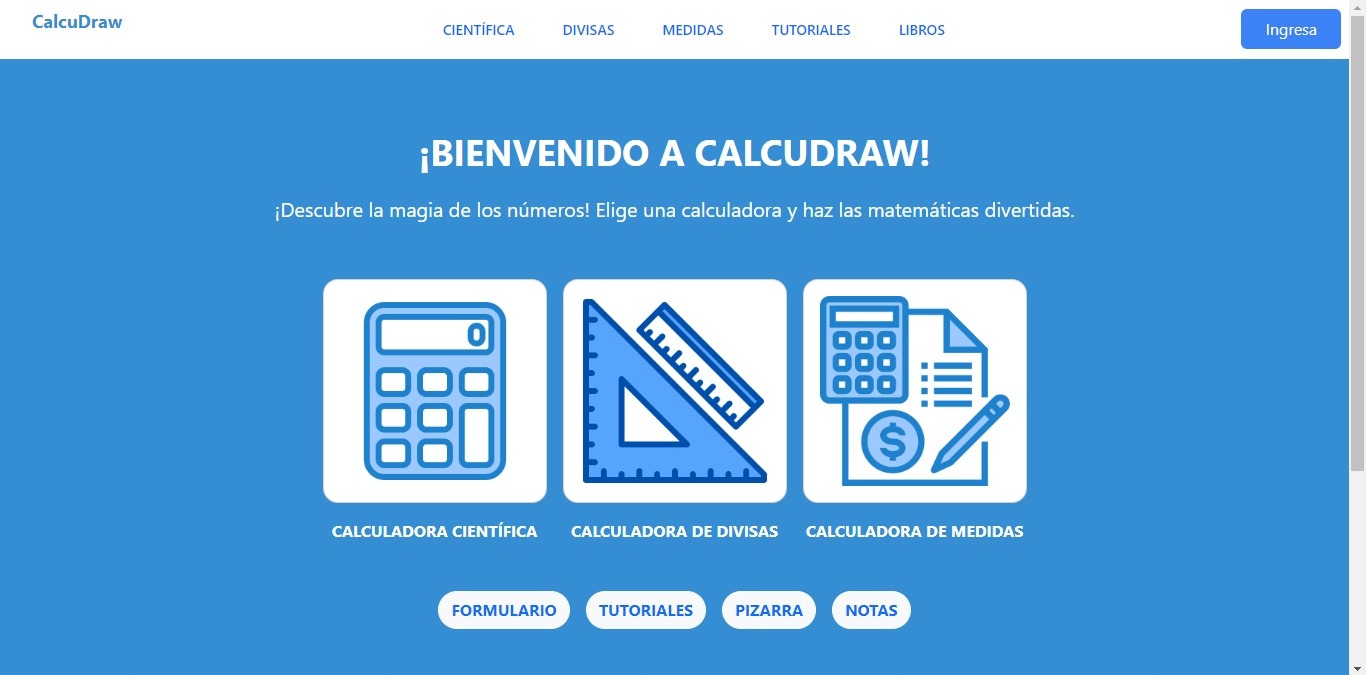 CalcuDraw
CIENTÍFICA DIVISAS MEDIDAS TUTORIALES LIBROS
Ingresa
¡BIENVENIDO A CALCUDRAW!
¡Descubre la magia de los números! Elige una calculadora y haz las matemáticas divertidas.
0
$
CALCULADORA CIENTÍFICA
CALCULADORA DE DIVISAS
CALCULADORA DE MEDIDAS
FORMULARIO
TUTORIALES
PIZARRA
NOTAS